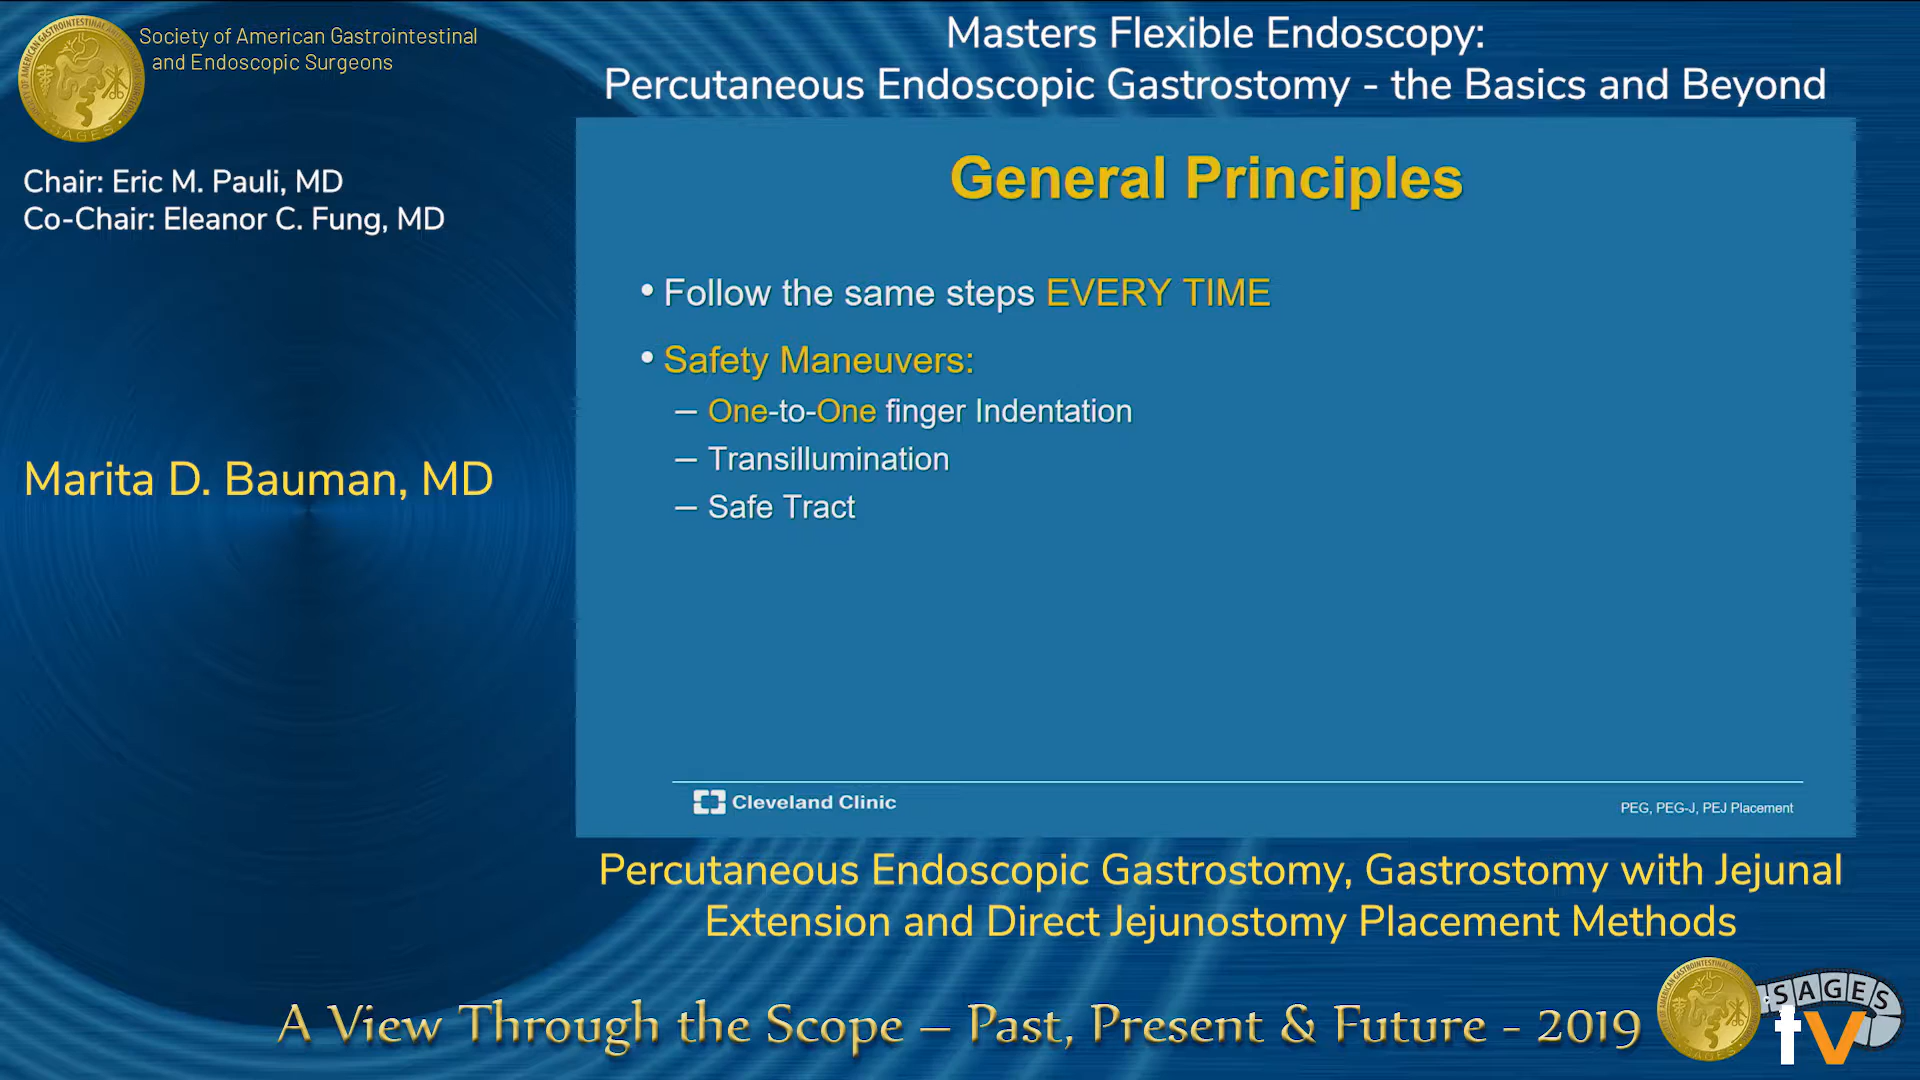 Society of American Gastrointestinal
and Endoscopic Surgeons
Masters Flexible Endoscopy:
Percutaneous Endoscopic Gastrostomy - the Basics and Beyond
Chair: Eric M. Pauli, MD
Co-Chair: Eleanor C. Fung, MD
Marita D. Bauman, MD
General Principles
• Follow the same steps EVERY TIME
• Safety Maneuvers:
– One-to-One finger Indentation
– Transillumination
– Safe Tract
Cleveland Clinic
PEG, PEG-J, PEJ Placement
Percutaneous Endoscopic Gastrostomy, Gastrostomy with Jejunal
Extension and Direct Jejunostomy Placement Methods
A View Through the Scope – Past, Present & Future - 2019
SAGES
tv